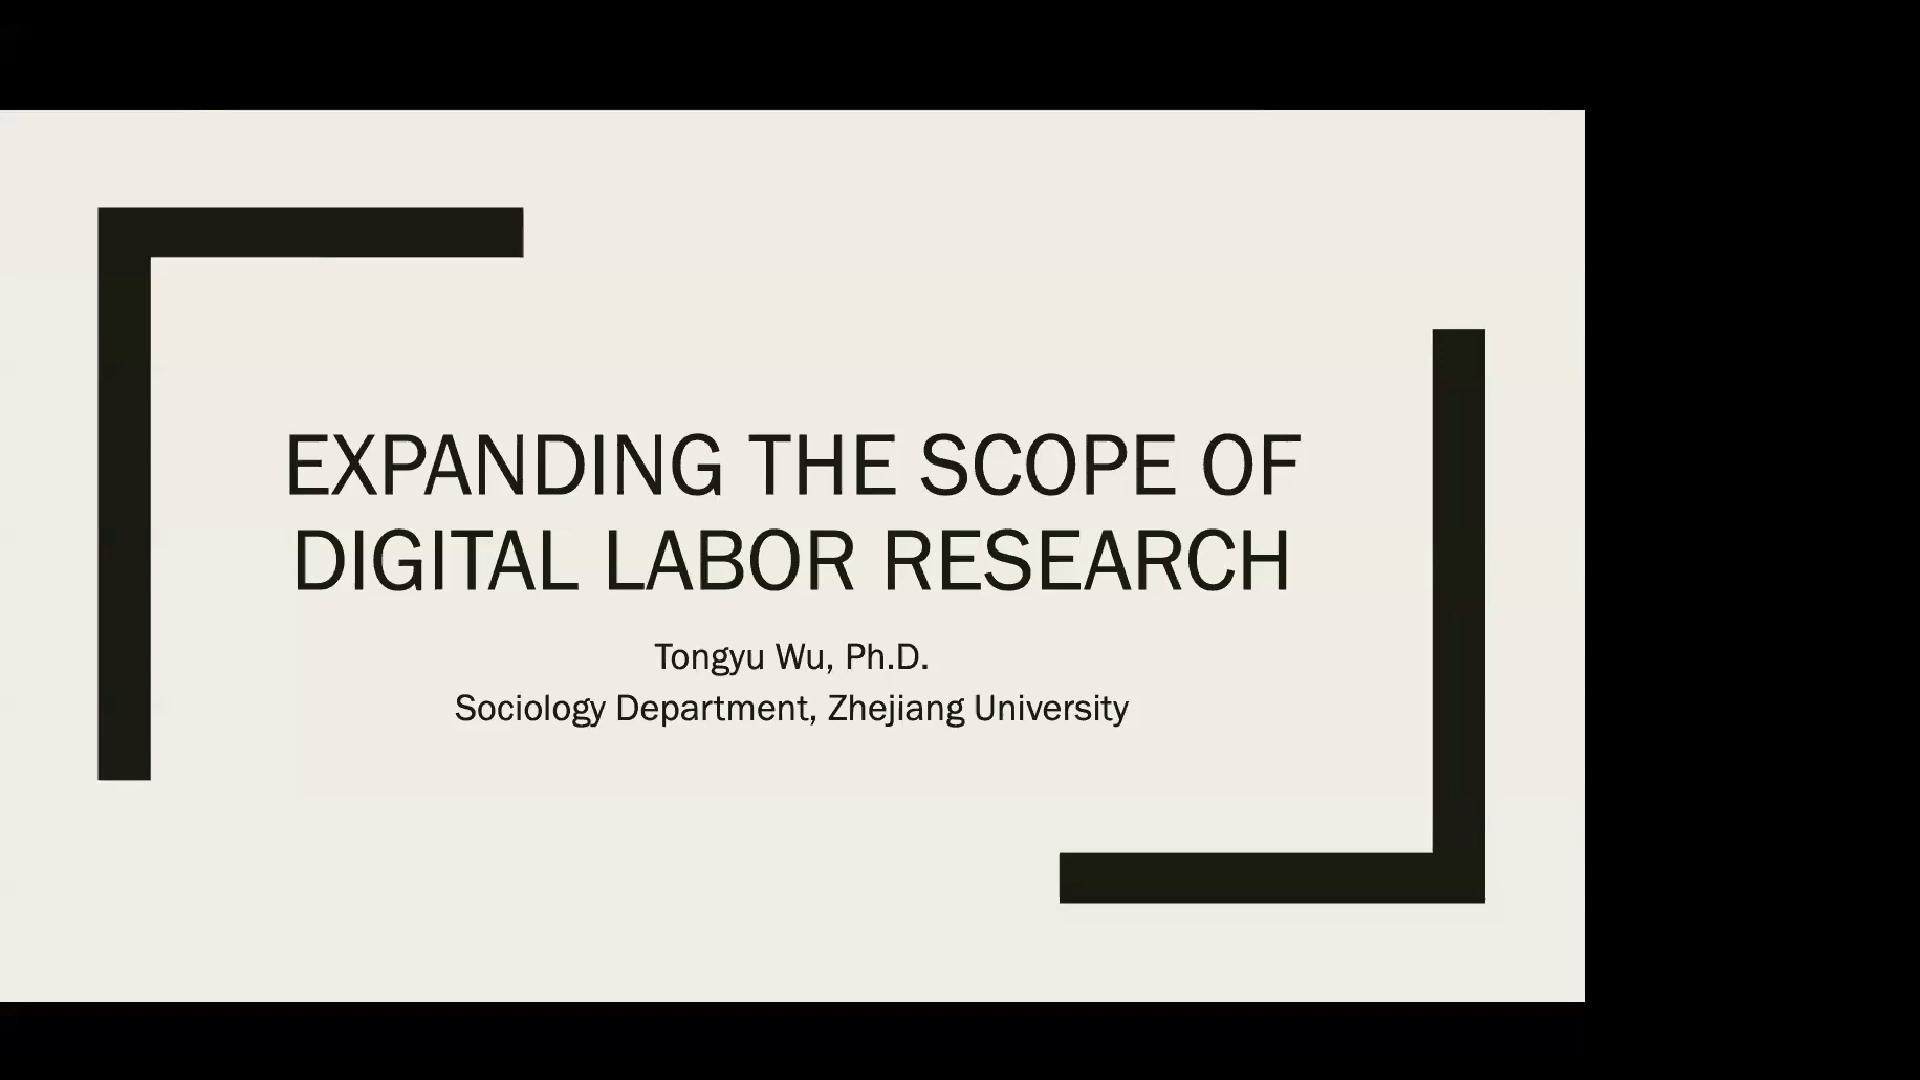 EXPANDING THE SCOPE OF
DIGITAL LABOR RESEARCH
Tongyu Wu, Ph.D.
Sociology Department, Zhejiang University